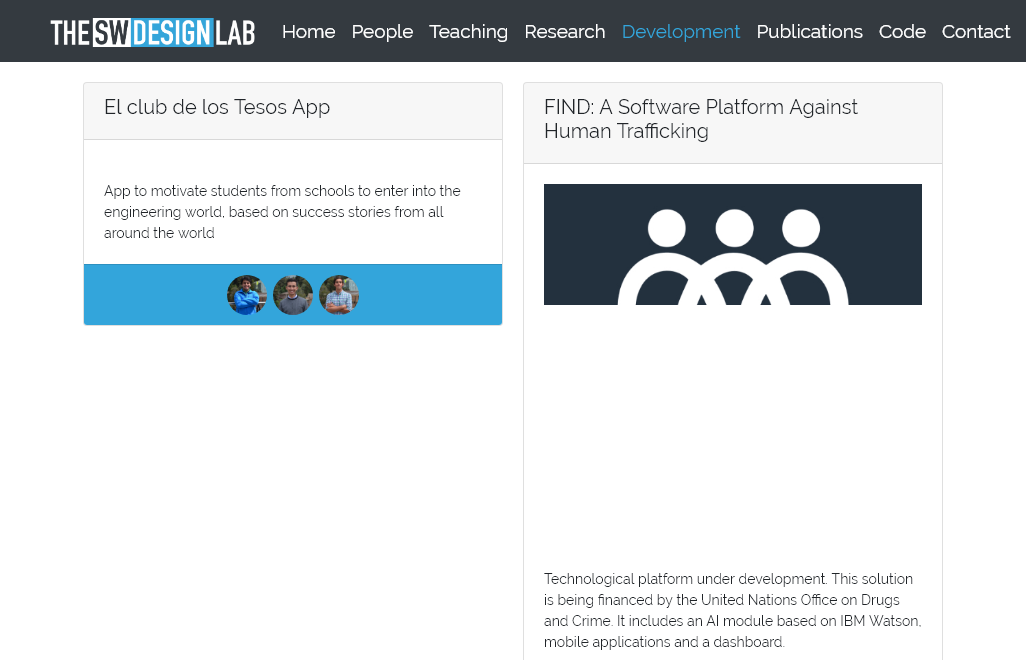 THE SW DESIGN LAB Home People Teaching Research Development Publications Code Contact
El club de los Tesos App
App to motivate students from schools to enter into the
engineering world, based on success stories from all
around the world
FIND: A Software Platform Against
Human Trafficking
Technological platform under development. This solution
is being financed by the United Nations Office on Drugs
and Crime. It includes an AI module based on IBM Watson,
mobile applications and a dashboard.